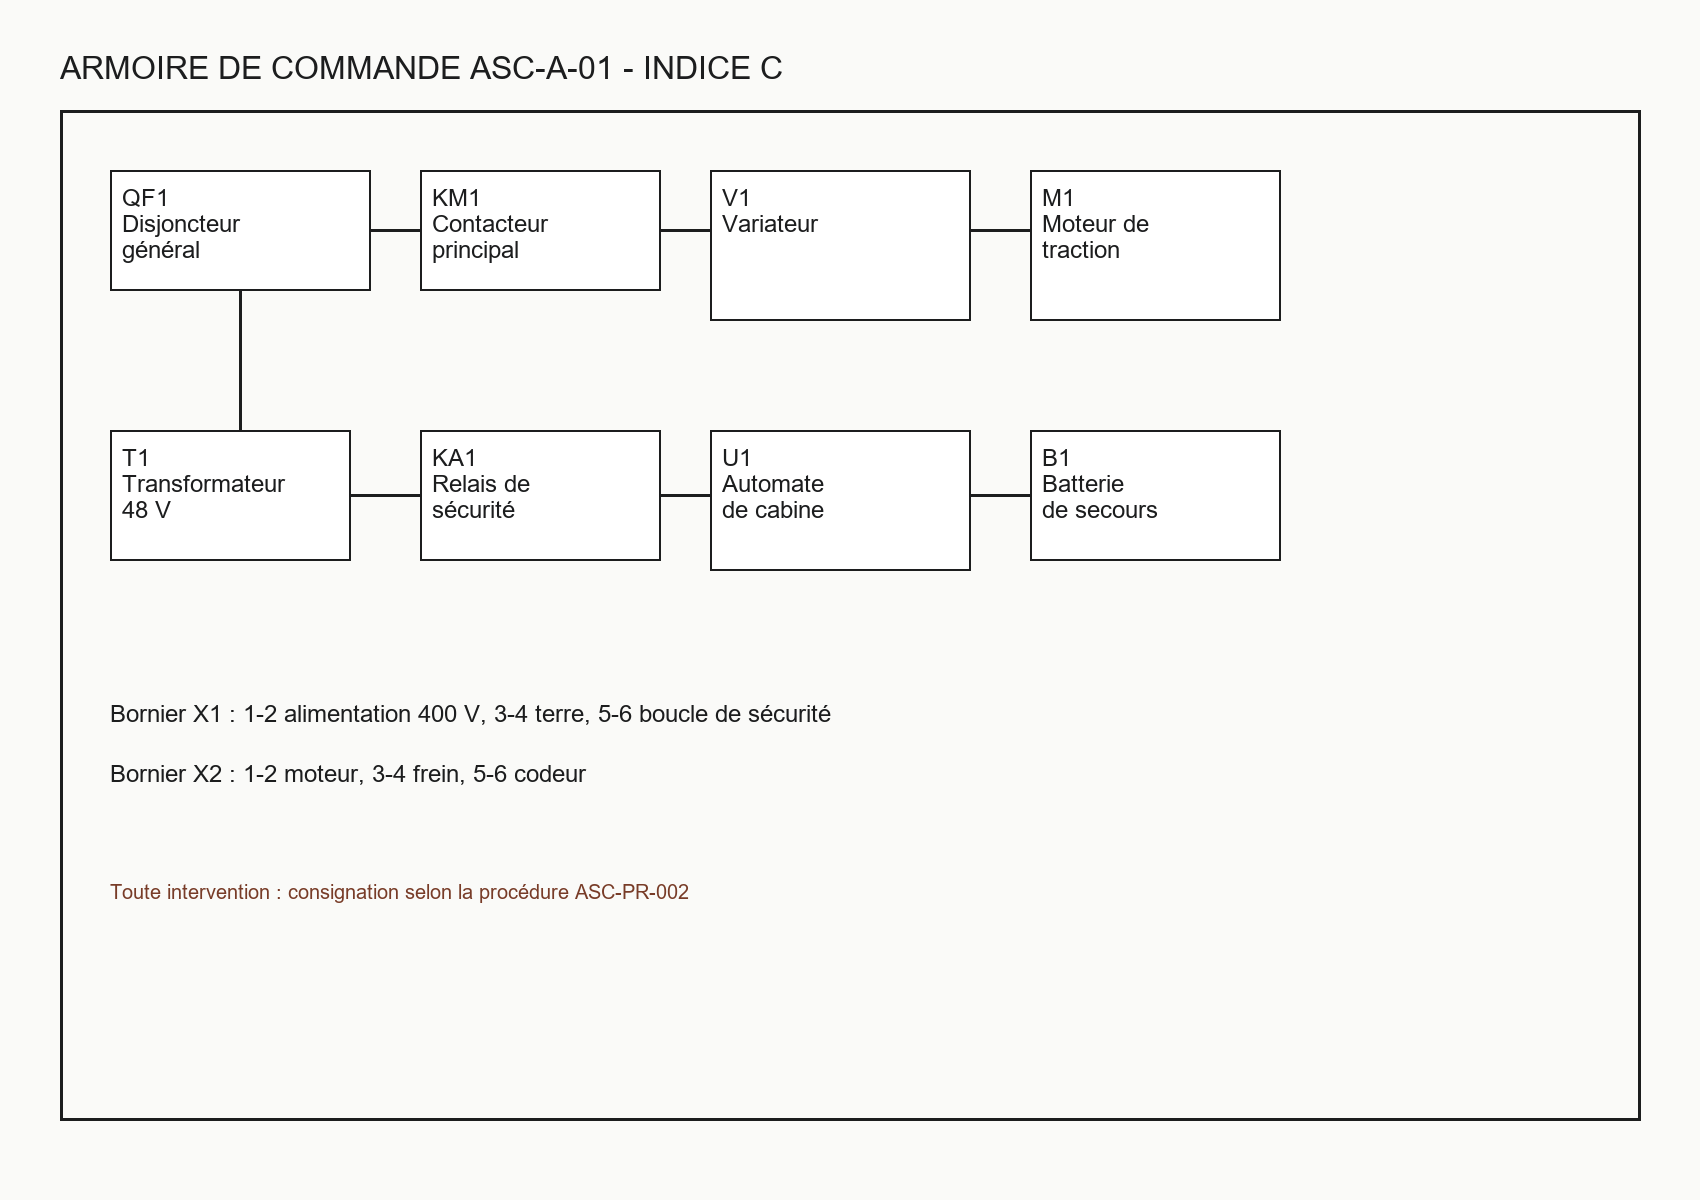 ARMOIRE DE COMMANDE ASC-A-01 - INDICE C
QF1
Disjoncteur
général
KM1
Contacteur
principal
V1
Variateur
M1
Moteur de
traction
T1
Transformateur
48 V
KA1
Relais de
sécurité
U1
Automate
de cabine
B1
Batterie
de secours
Bornier X1 : 1-2 alimentation 400 V, 3-4 terre, 5-6 boucle de sécurité
Bornier X2 : 1-2 moteur, 3-4 frein, 5-6 codeur
Toute intervention : consignation selon la procédure ASC-PR-002